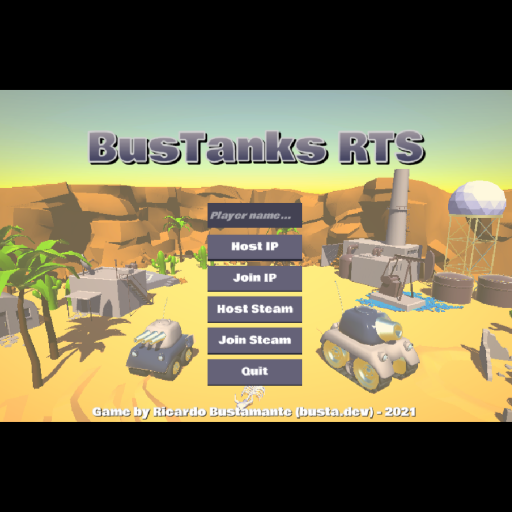 BusTanks RTS
Player name...
Host IP
Join IP
Host Steam
Join Steam
Quit
Game by Ricardo Bustamante (busta.dev) - 2021